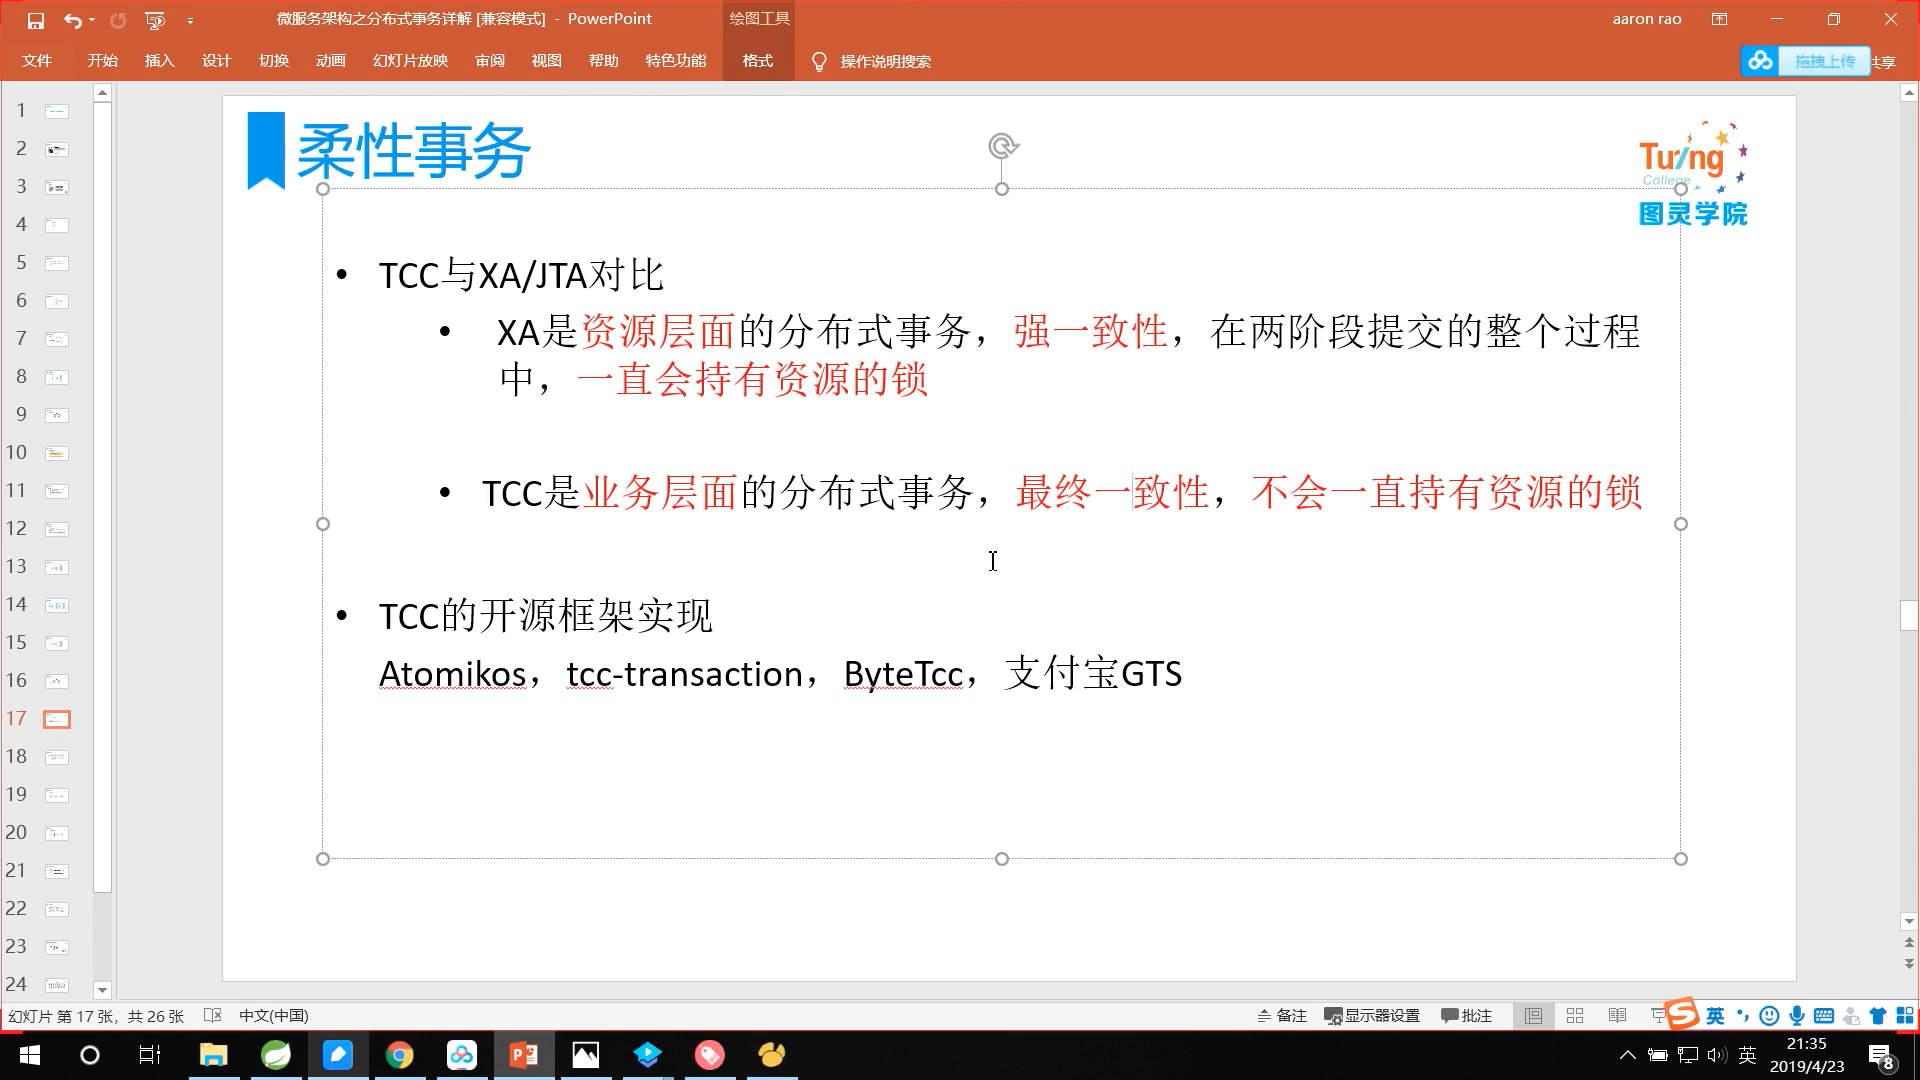 微服务架构之分布式事务详解 [兼容模式] - PowerPoint
绘图工具
aaron rao
文件
开始
插入
设计
切换
动画
幻灯片放映
审阅
视图
帮助
特色功能
格式
操作说明搜索
拖拽上传
共享
1
2
3
4
5
6
7
8
9
10
11
12
13
14
15
16
17
18
19
20
21
22
23
24
柔性事务
Turing
College
图灵学院
• TCC与XA/JTA对比
• XA是资源层面的分布式事务，强一致性，在两阶段提交的整个过程
中，一直会持有资源的锁
• TCC是业务层面的分布式事务，最终一致性，不会一直持有资源的锁
• TCC的开源框架实现
Atomikos，tcc-transaction，ByteTcc，支付宝GTS
幻灯片 第 17 张，共 26 张
中文(中国)
备注
显示器设置
批注
英
英
21:35
2019/4/23
8